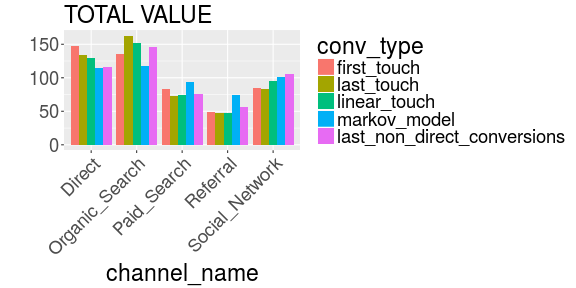 TOTAL VALUE
150
100
50
0
Direct
Organic_Search
Paid_Search
Referral
Social_Network
channel_name
conv_type
first_touch
last_touch
linear_touch
markov_model
last_non_direct_conversions